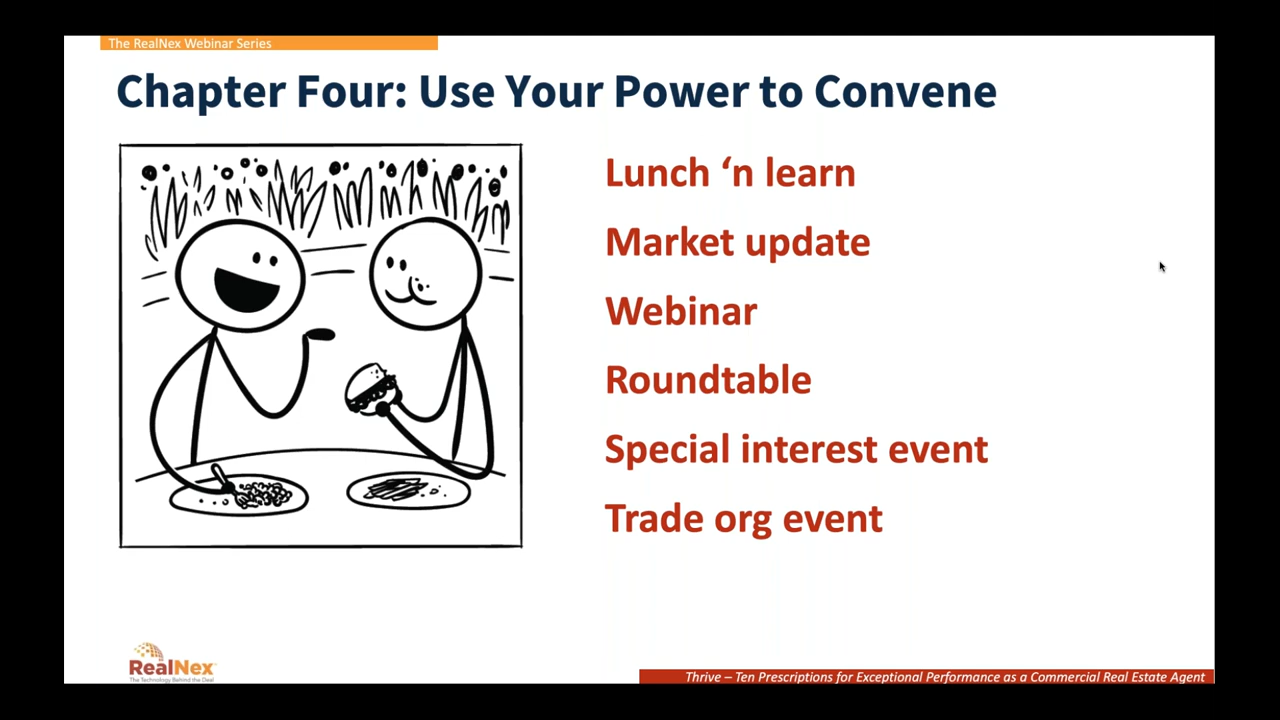 The RealNex Webinar Series
Chapter Four: Use Your Power to Convene
Lunch ‘n learn
Market update
Webinar
Roundtable
Special interest event
Trade org event
RealNex
The Technology Behind the Deal
Thrive – Ten Prescriptions for Exceptional Performance as a Commercial Real Estate Agent